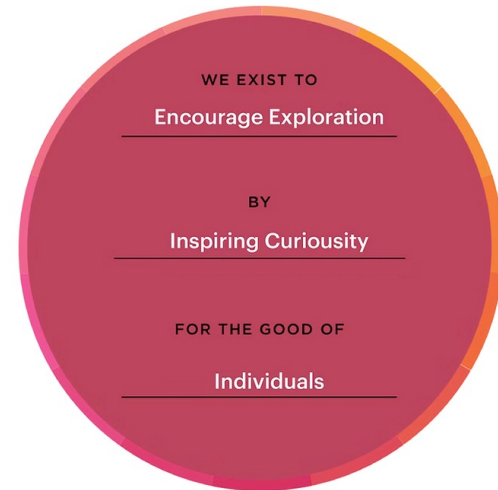 WE EXIST TO
Encourage Exploration
BY
Inspiring Curiousity
FOR THE GOOD OF
Individuals